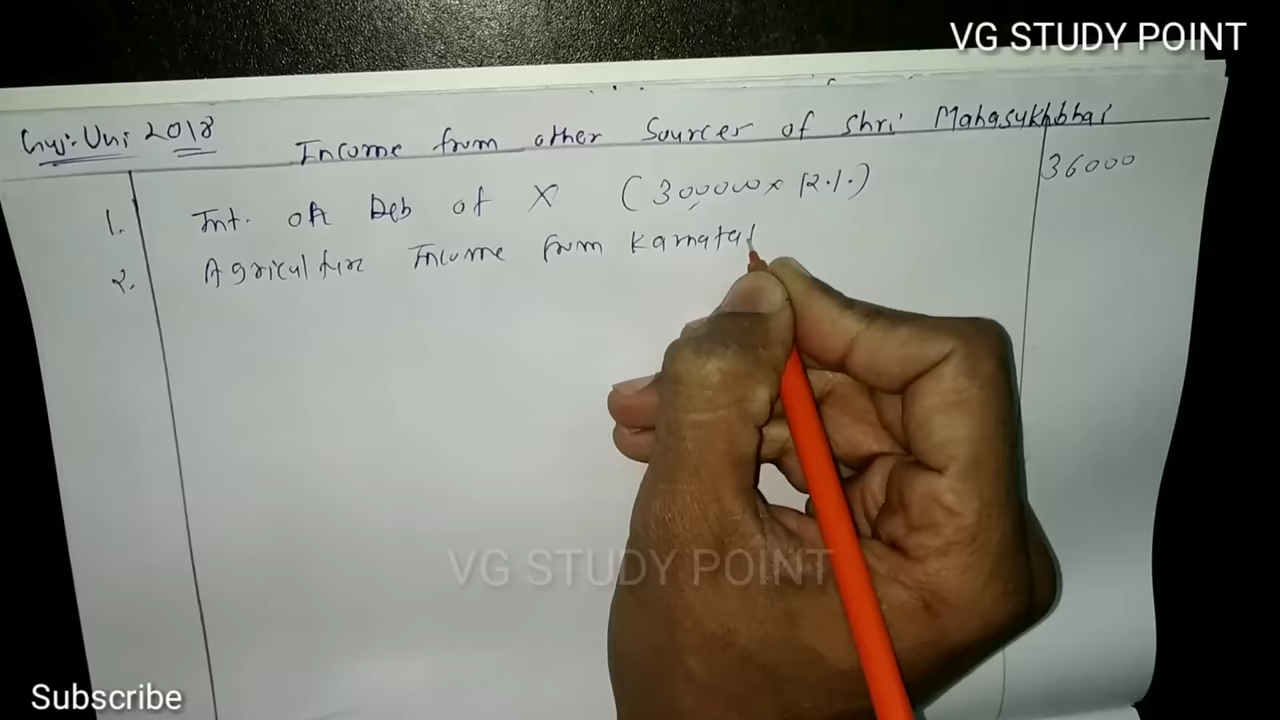 VG STUDY POINT
Guj. Uni 2018
Income from other Sources of Shri Mahasukhbhai
1. Int. on Deb of X (300000 x 12%) 36000
2. Agriculture Income from Karnatak
VG STUDY POINT
Subscribe